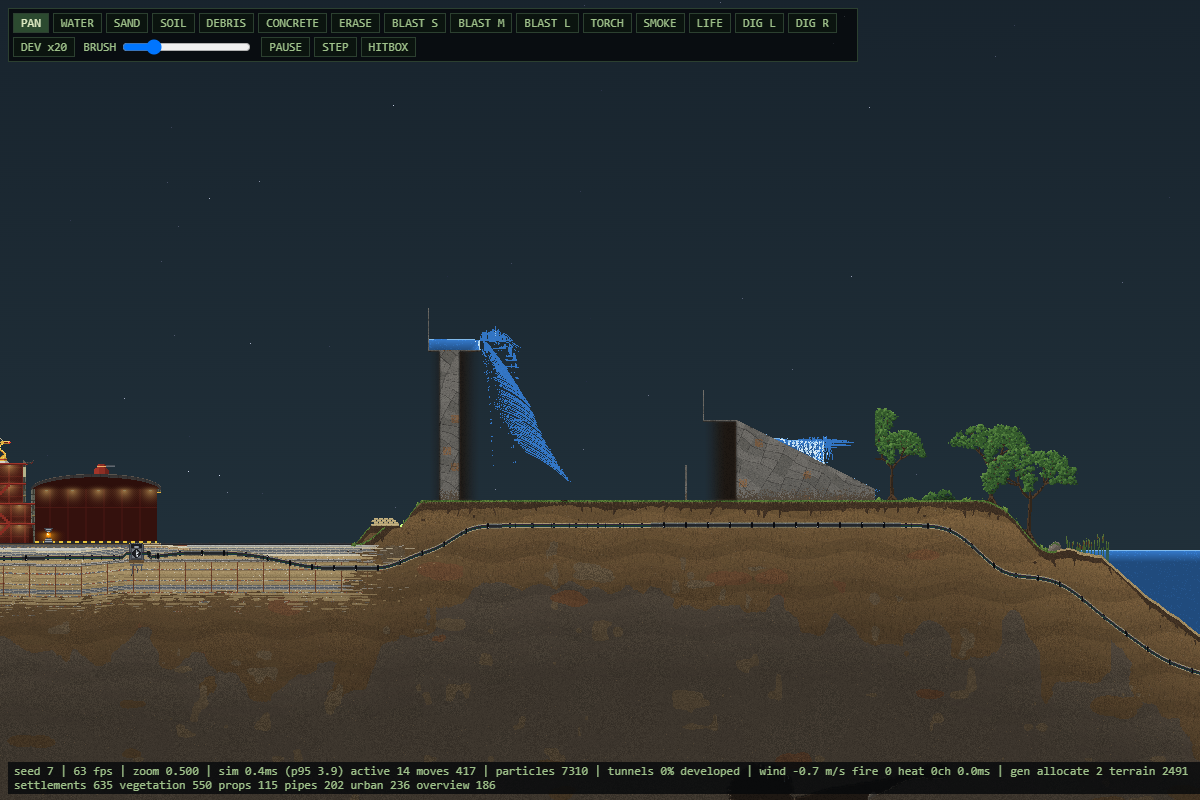 PAN WATER SAND SOIL DEBRIS CONCRETE ERASE BLAST S BLAST M BLAST L TORCH SMOKE LIFE DIG L DIG R
DEV x20 BRUSH PAUSE STEP HITBOX
seed 7 | 63 fps | zoom 0.500 | sim 0.4ms (p95 3.9) active 14 moves 417 | particles 7310 | tunnels 0% developed | wind -0.7 m/s fire 0 heat 0ch 0.0ms | gen allocate 2 terrain 2491
settlements 635 vegetation 550 props 115 pipes 202 urban 236 overview 186